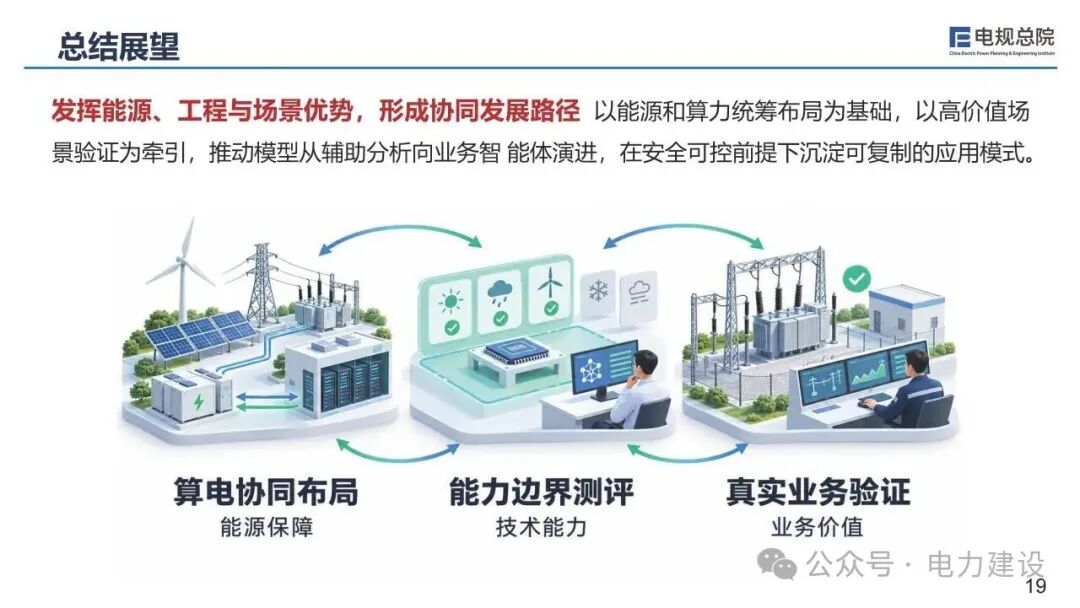 总结展望
电规总院
China Electric Power Planning & Engineering Institute
发挥能源、工程与场景优势，形成协同发展路径 以能源和算力统筹布局为基础，以高价值场
景验证为牵引，推动模型从辅助分析向业务智 能体演进，在安全可控前提下沉淀可复制的应用模式。
算电协同布局
能源保障
能力边界测评
技术能力
真实业务验证
业务价值
公众号 · 电力建设
19